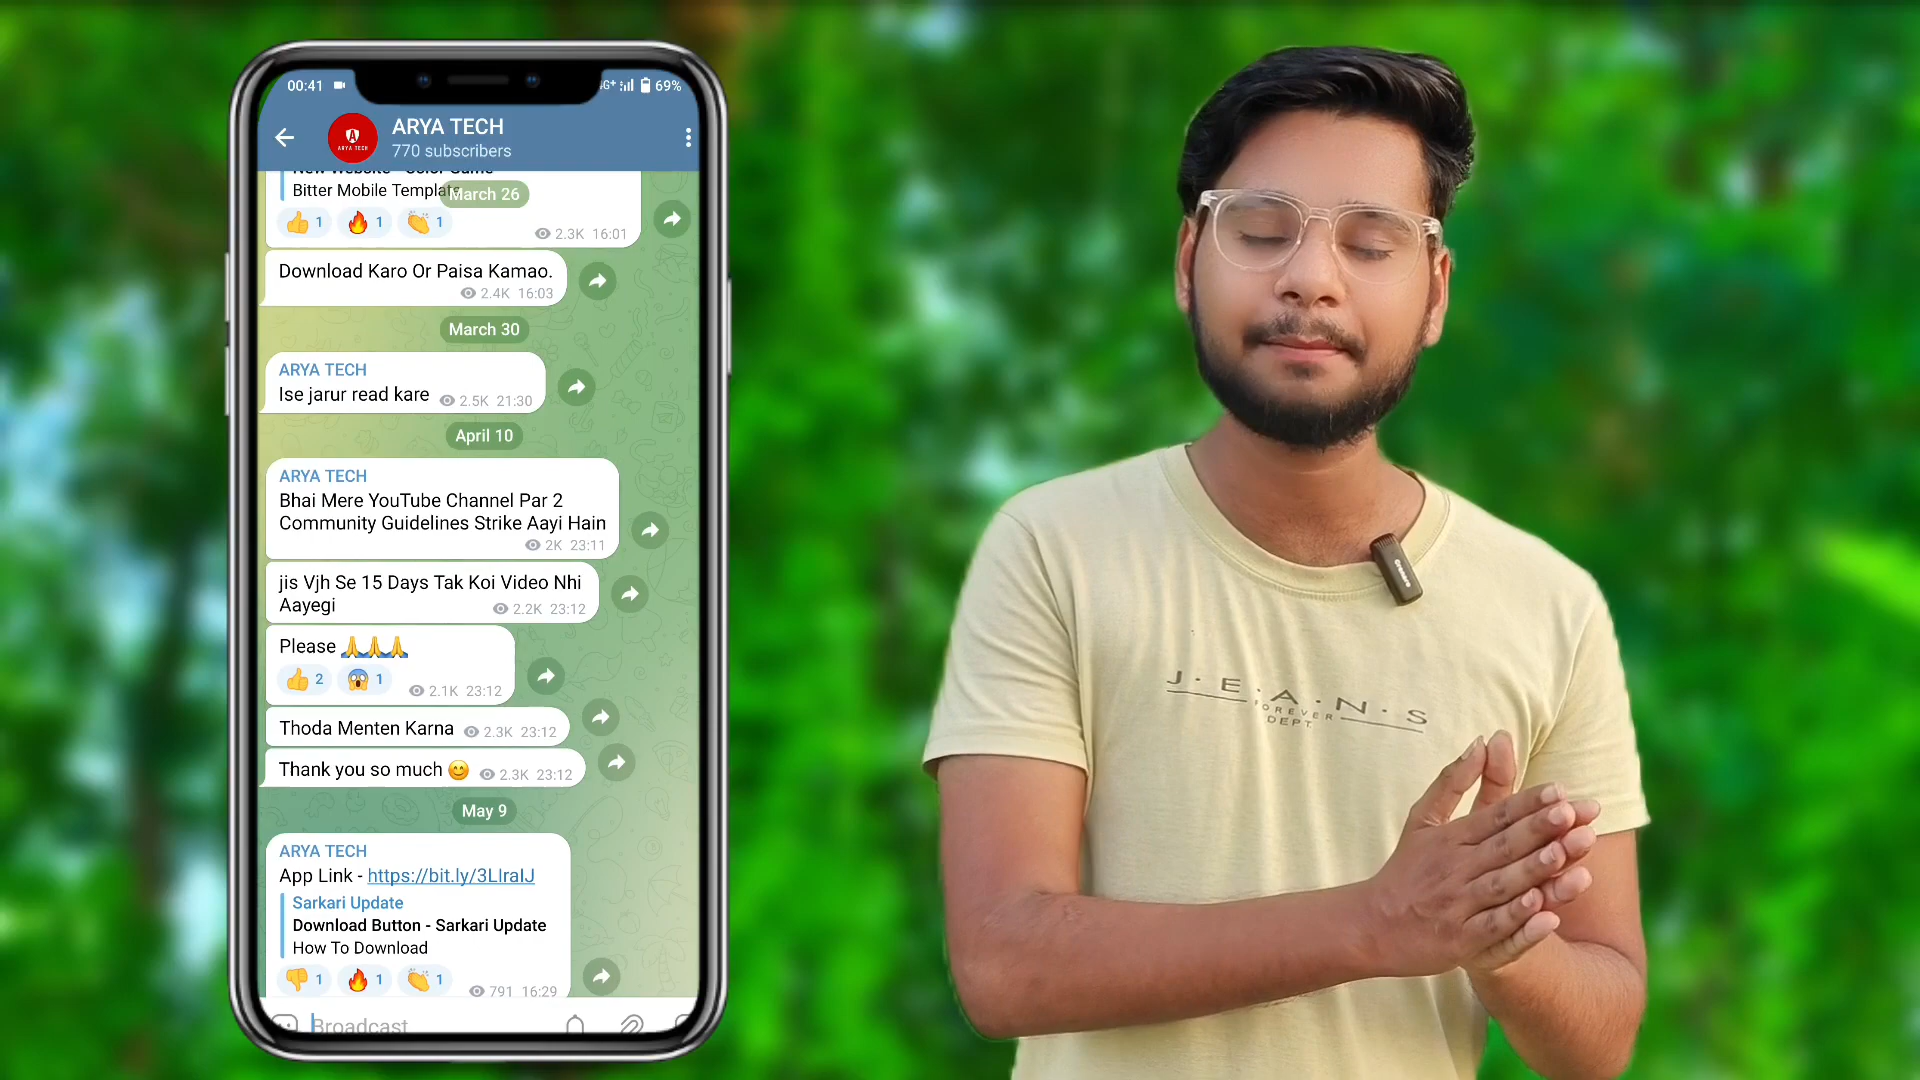 00:41
G+ 69%
ARYA TECH
770 subscribers
Bitter Mobile Template
March 26
1 1 1
2.3K 16:01
Download Karo Or Paisa Kamao.
2.4K 16:03
March 30
ARYA TECH
Ise jarur read kare
2.5K 21:30
April 10
ARYA TECH
Bhai Mere YouTube Channel Par 2
Community Guidelines Strike Aayi Hain
2K 23:11
jis Vjh Se 15 Days Tak Koi Video Nhi
Aayegi
2.2K 23:12
Please 🙏🙏🙏
2 1
2.1K 23:12
Thoda Menten Karna
2.3K 23:12
Thank you so much 😊
2.3K 23:12
May 9
ARYA TECH
App Link - https://bit.ly/3LIraIJ
Sarkari Update
Download Button - Sarkari Update
How To Download
1 1 1
791 16:29
Broadcast
J·E·A·N·S
FOREVER
DEPT.